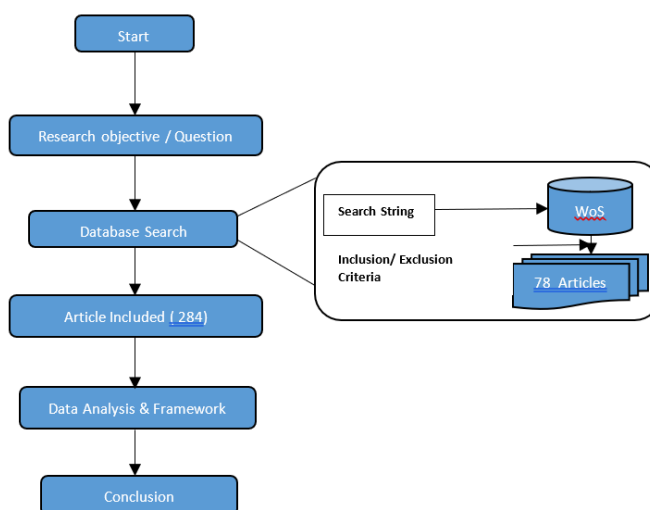 Start
Research objective / Question
Database Search
Search String
WoS
Inclusion/ Exclusion
Criteria
78 Articles
Article Included ( 284)
Data Analysis & Framework
Conclusion